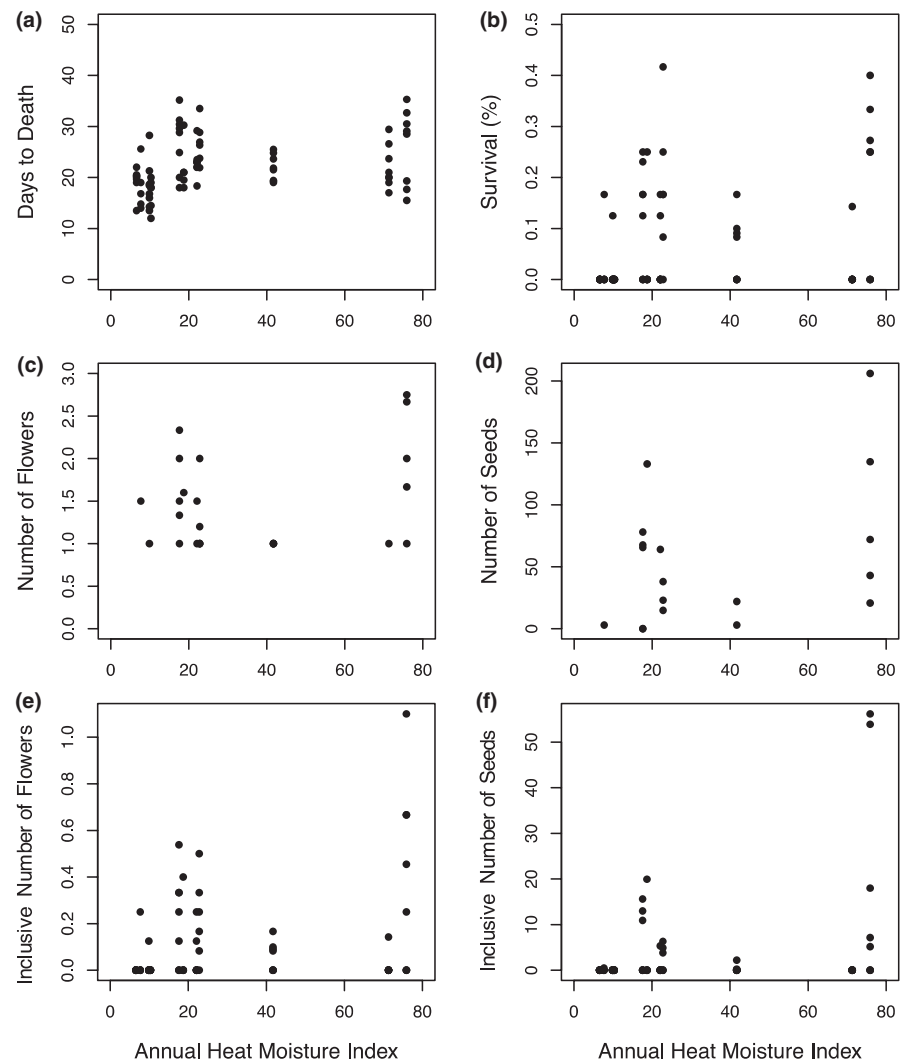 (a)
Days to Death
50
40
30
20
10
0
0 20 40 60 80
(b)
Survival (%)
0.5
0.4
0.3
0.2
0.1
0.0
0 20 40 60 80
(c)
Number of Flowers
3.0
2.5
2.0
1.5
1.0
0.5
0.0
0 20 40 60 80
(d)
Number of Seeds
200
150
100
50
0
0 20 40 60 80
(e)
Inclusive Number of Flowers
1.0
0.8
0.6
0.4
0.2
0.0
0 20 40 60 80
Annual Heat Moisture Index
(f)
Inclusive Number of Seeds
50
40
30
20
10
0
0 20 40 60 80
Annual Heat Moisture Index